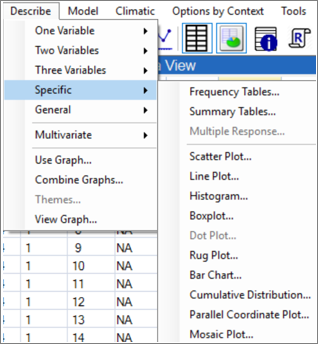 Describe Model Climatic Options by Context Tools
One Variable
Two Variables
Three Variables
Specific
General
Multivariate
Use Graph...
Combine Graphs...
Themes...
View Graph...
View
Frequency Tables...
Summary Tables...
Multiple Response...
Scatter Plot...
Line Plot...
Histogram...
Boxplot...
Dot Plot...
Rug Plot...
Bar Chart...
Cumulative Distribution...
Parallel Coordinate Plot...
Mosaic Plot...
1 9 NA
1 10 NA
1 11 NA
1 12 NA
1 13 NA
1 14 NA